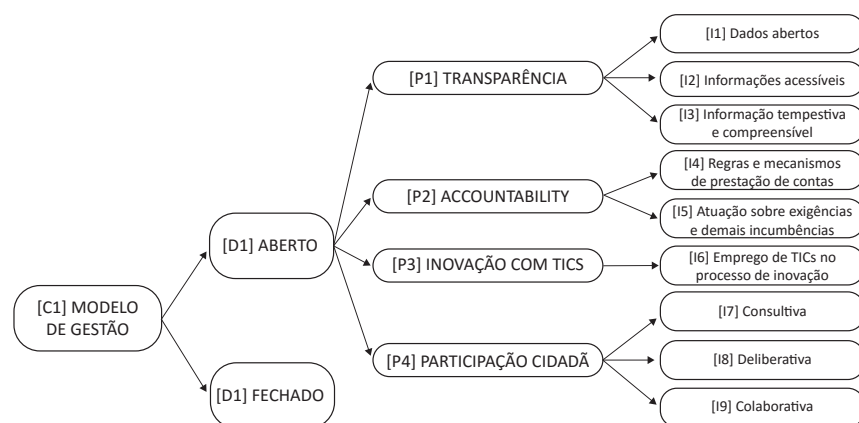 [C1] MODELO
DE GESTÃO
[D1] ABERTO
[D1] FECHADO
[P1] TRANSPARÊNCIA
[P2] ACCOUNTABILITY
[P3] INOVAÇÃO COM TICS
[P4] PARTICIPAÇÃO CIDADÃ
[I1] Dados abertos
[I2] Informações acessíveis
[I3] Informação tempestiva
e compreensível
[I4] Regras e mecanismos
de prestação de contas
[I5] Atuação sobre exigências
e demais incumbências
[I6] Emprego de TICs no
processo de inovação
[I7] Consultiva
[I8] Deliberativa
[I9] Colaborativa